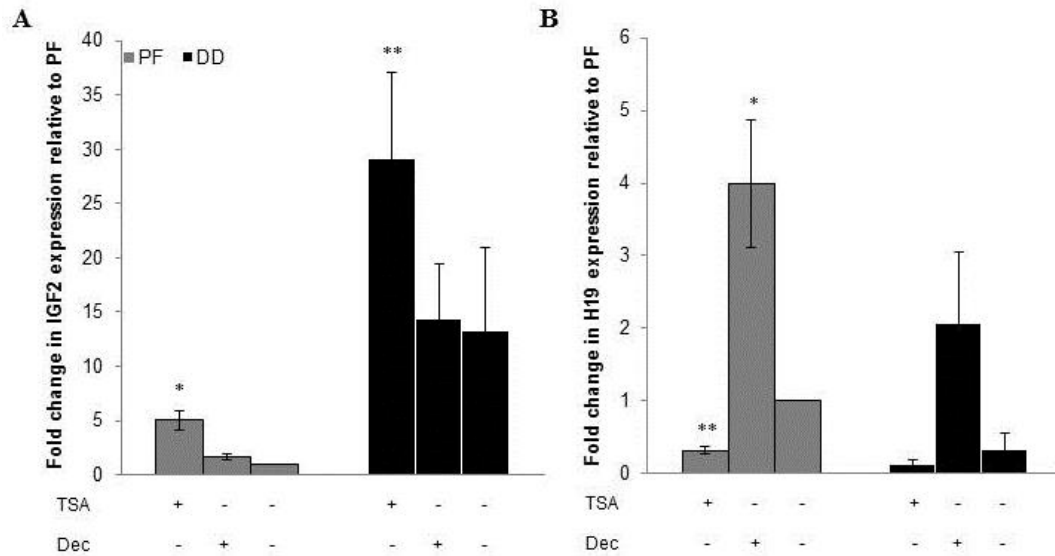 A
Fold change in IGF2 expression relative to PF
40
35
30
25
20
15
10
5
0
PF DD
*
**
TSA + - - + - -
Dec - + - - + -
B
Fold change in H19 expression relative to PF
6
5
4
3
2
1
0
**
*
TSA + - - + - -
Dec - + - - + -